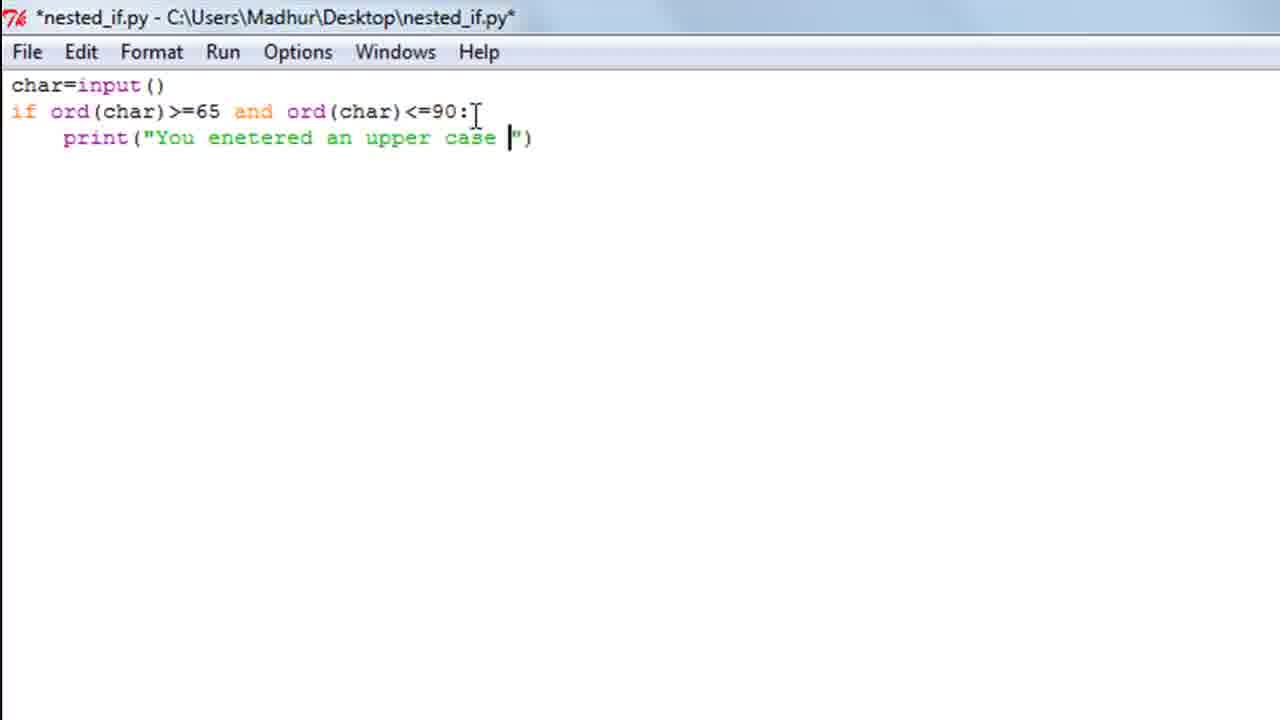 *nested_if.py - C:\Users\Madhur\Desktop\nested_if.py*
File Edit Format Run Options Windows Help
char=input()
if ord(char)>=65 and ord(char)<=90:
    print("You enetered an upper case ")